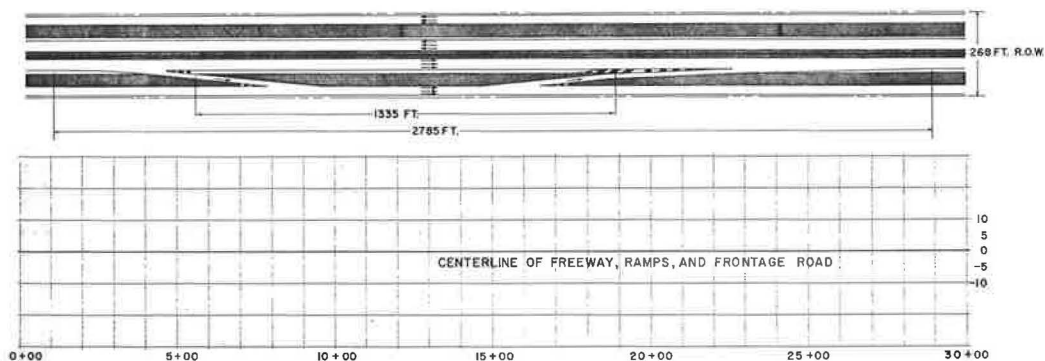 268 FT. R.O.W.
1335 FT.
2785 FT.
10
5
0
-5
-10
CENTERLINE OF FREEWAY, RAMPS, AND FRONTAGE ROAD
0+00 5+00 10+00 15+00 20+00 25+00 30+00